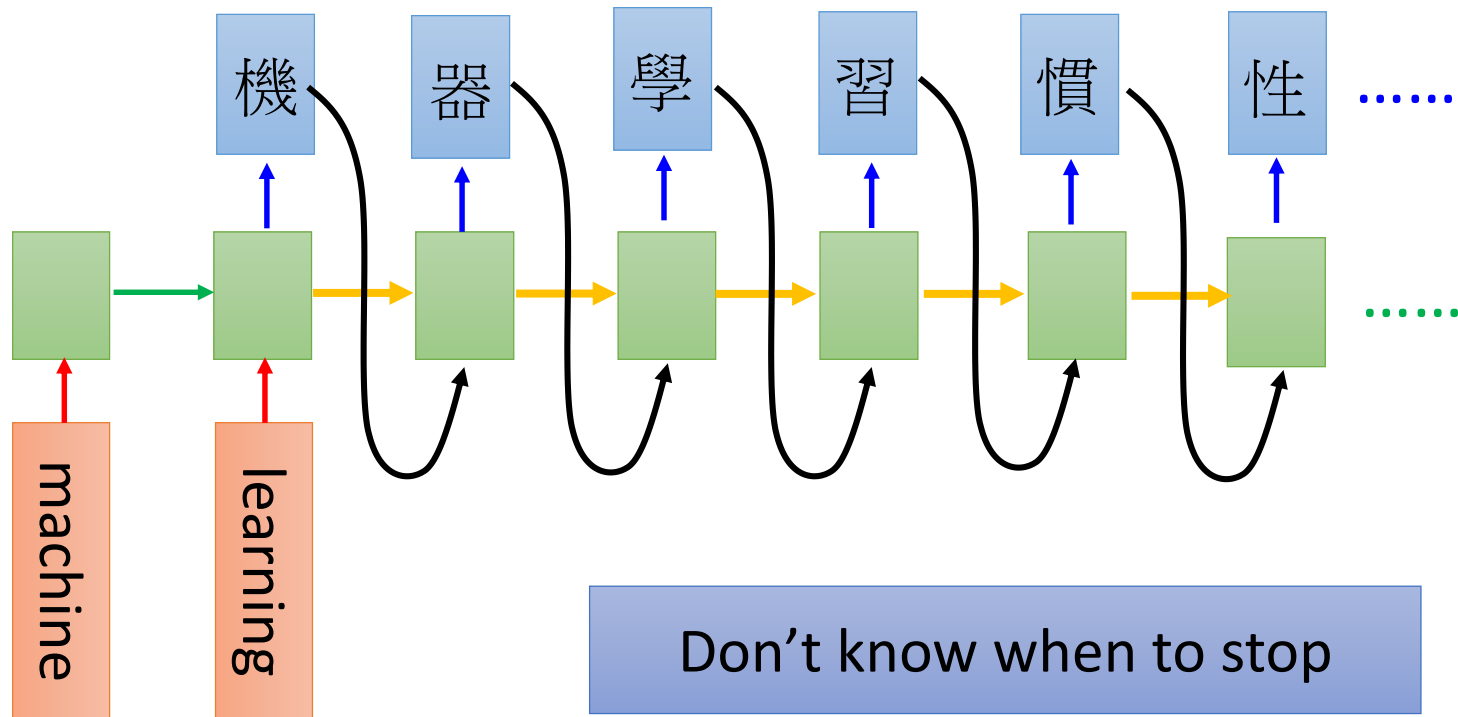 機 器 學 習 慣 性 ……
……
machine
learning
Don't know when to stop